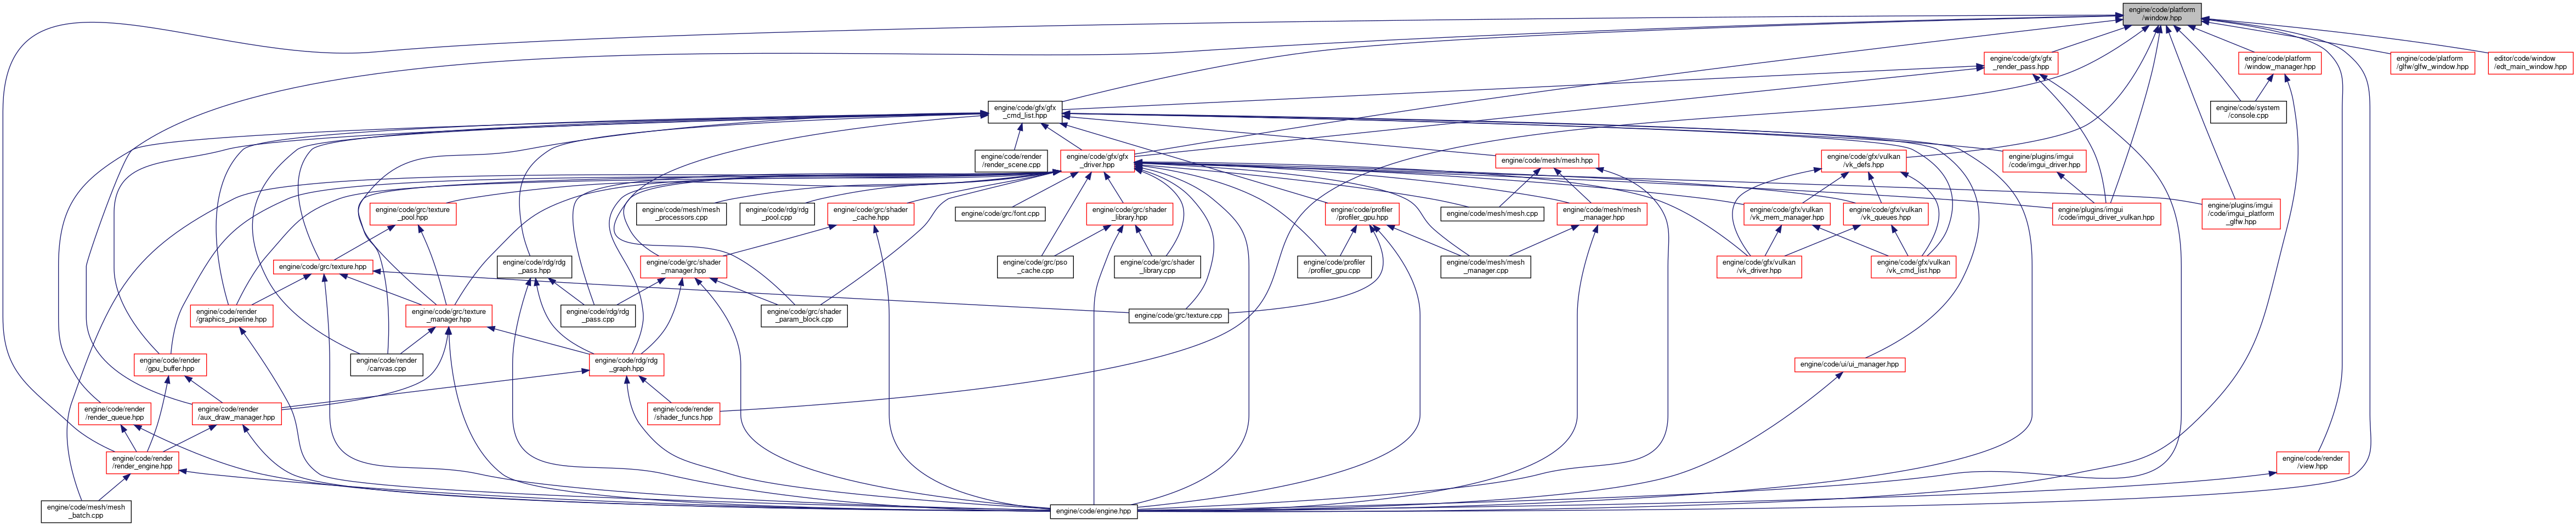 engine/code/platform
/window.hpp
engine/code/gfx/gfx
_render_pass.hpp
engine/code/platform
/window_manager.hpp
engine/code/platform
/glfw/glfw_window.hpp
editor/code/window
/edt_main_window.hpp
engine/code/gfx/gfx
_cmd_list.hpp
engine/code/system
/console.cpp
engine/code/render
/render_scene.cpp
engine/code/gfx/gfx
_driver.hpp
engine/code/mesh/mesh.hpp
engine/code/gfx/vulkan
/vk_defs.hpp
engine/plugins/imgui
/code/imgui_driver.hpp
engine/code/grc/texture
_pool.hpp
engine/code/mesh/mesh
_processors.cpp
engine/code/rdg/rdg
_pool.cpp
engine/code/grc/shader
_cache.hpp
engine/code/grc/font.cpp
engine/code/grc/shader
_library.hpp
engine/code/profiler
/profiler_gpu.hpp
engine/code/mesh/mesh.cpp
engine/code/mesh/mesh
_manager.hpp
engine/code/gfx/vulkan
/vk_mem_manager.hpp
engine/code/gfx/vulkan
/vk_queues.hpp
engine/plugins/imgui
/code/imgui_driver_vulkan.hpp
engine/plugins/imgui
/code/imgui_platform
_glfw.hpp
engine/code/grc/texture.hpp
engine/code/rdg/rdg
_pass.hpp
engine/code/grc/shader
_manager.hpp
engine/code/grc/pso
_cache.cpp
engine/code/grc/shader
_library.cpp
engine/code/profiler
/profiler_gpu.cpp
engine/code/mesh/mesh
_manager.cpp
engine/code/gfx/vulkan
/vk_driver.hpp
engine/code/gfx/vulkan
/vk_cmd_list.hpp
engine/code/render
/graphics_pipeline.hpp
engine/code/grc/texture
_manager.hpp
engine/code/rdg/rdg
_pass.cpp
engine/code/grc/shader
_param_block.cpp
engine/code/grc/texture.cpp
engine/code/render
/gpu_buffer.hpp
engine/code/render
/canvas.cpp
engine/code/rdg/rdg
_graph.hpp
engine/code/ui/ui_manager.hpp
engine/code/render
/render_queue.hpp
engine/code/render
/aux_draw_manager.hpp
engine/code/render
/shader_funcs.hpp
engine/code/render
/render_engine.hpp
engine/code/render
/view.hpp
engine/code/mesh/mesh
_batch.cpp
engine/code/engine.hpp